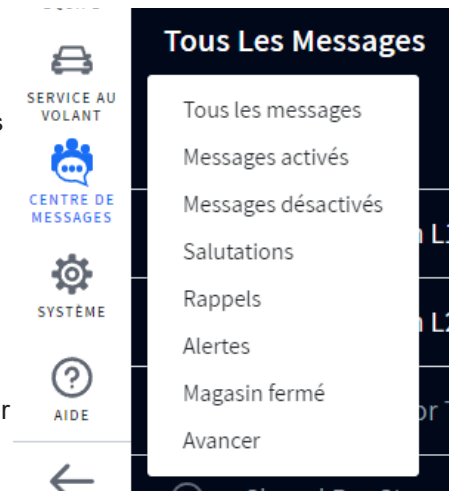 SERVICE AU
VOLANT
CENTRE DE
MESSAGES
SYSTÈME
AIDE
Tous Les Messages
Tous les messages
Messages activés
Messages désactivés
Salutations
Rappels
Alertes
Magasin fermé
Avancer